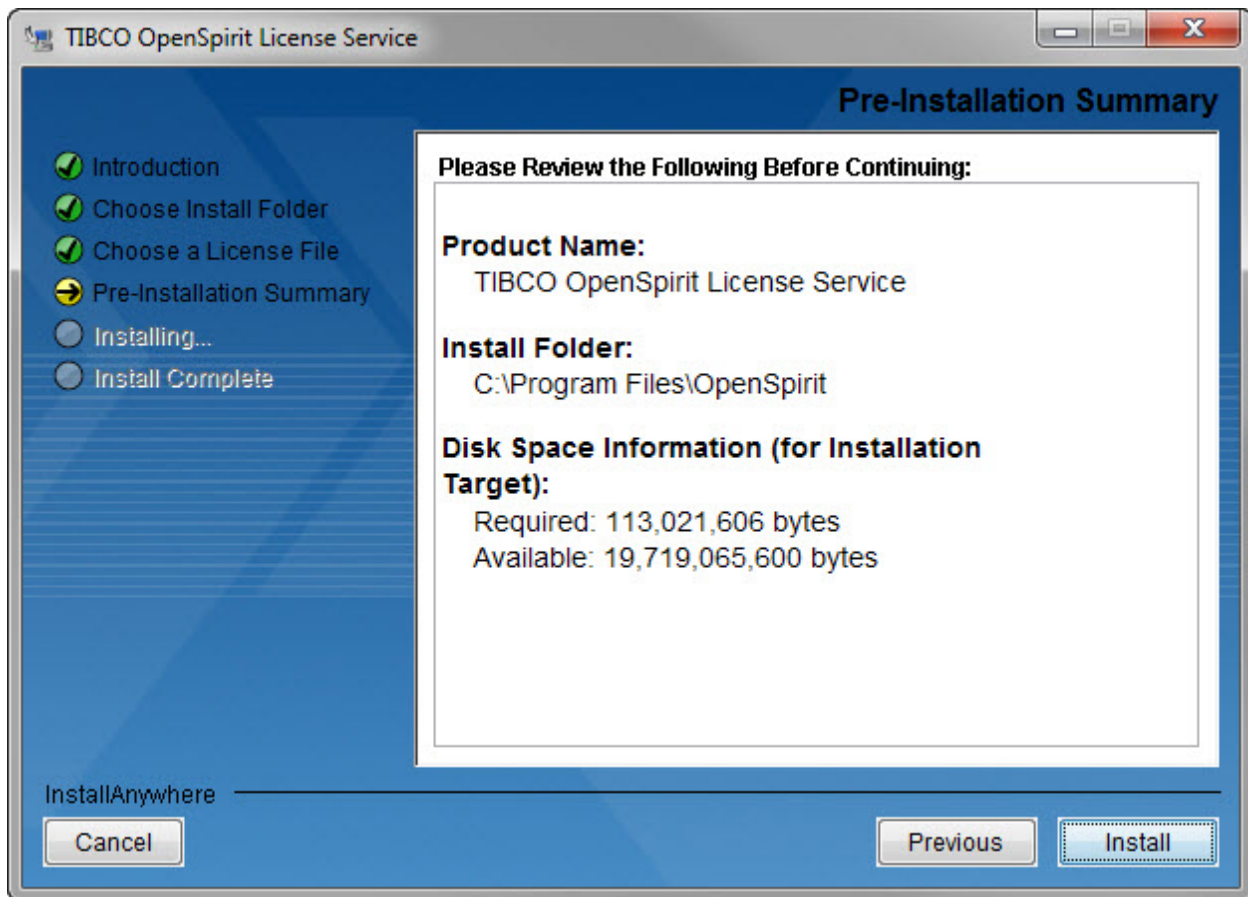 TIBCO OpenSpirit License Service
Pre-Installation Summary
Introduction
Choose Install Folder
Choose a License File
Pre-Installation Summary
Installing...
Install Complete
Please Review the Following Before Continuing:
Product Name:
TIBCO OpenSpirit License Service
Install Folder:
C:\Program Files\OpenSpirit
Disk Space Information (for Installation
Target):
Required: 113,021,606 bytes
Available: 19,719,065,600 bytes
InstallAnywhere
Cancel
Previous
Install